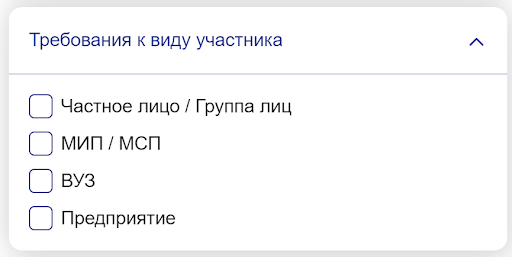 Требования к виду участника
Частное лицо / Группа лиц
МИП / МСП
ВУЗ
Предприятие